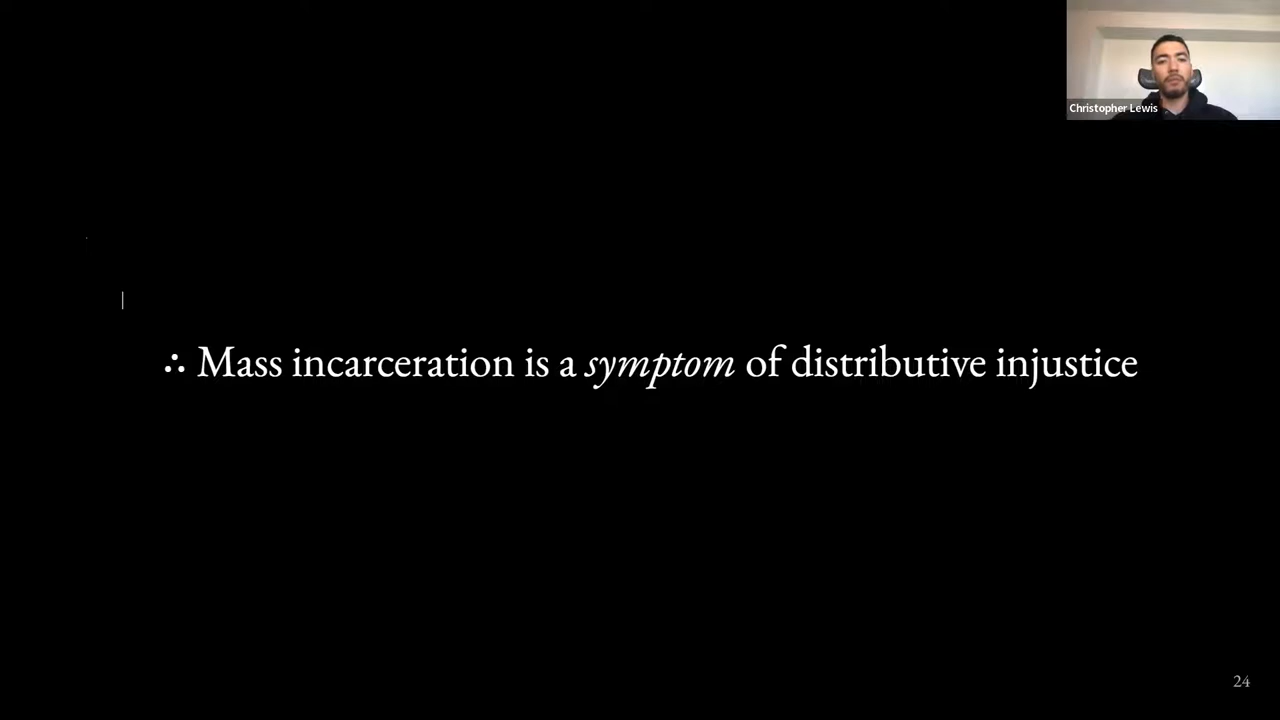 Christopher Lewis
∴ Mass incarceration is a symptom of distributive injustice
24